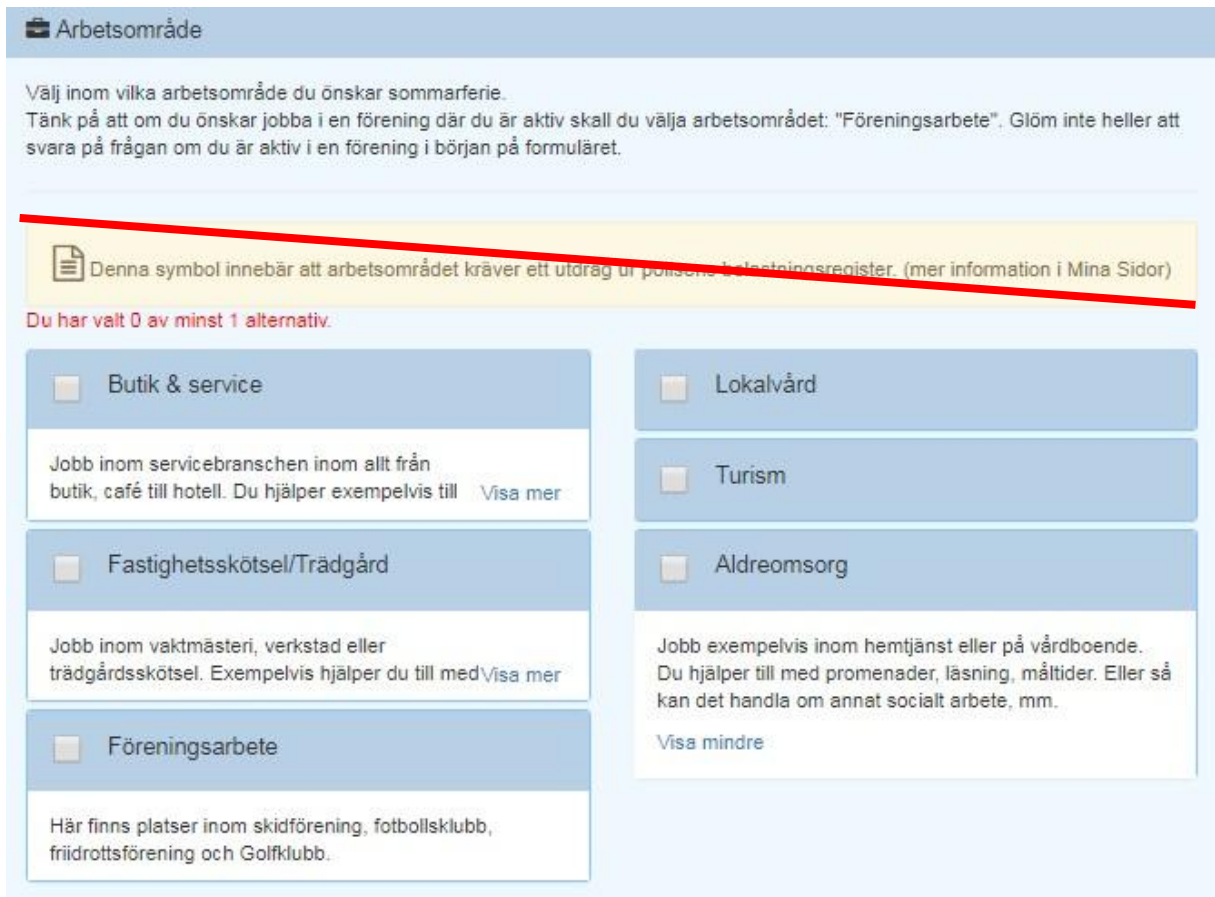 Arbetsområde
Välj inom vilka arbetsområde du önskar sommarferie.
Tänk på att om du önskar jobba i en förening där du är aktiv skall du välja arbetsområdet: "Föreningsarbete". Glöm inte heller att
svara på frågan om du är aktiv i en förening i början på formuläret.
Denna symbol innebär att arbetsområdet kräver ett utdrag ur polisens belastningsregister. (mer information i Mina Sidor)
Du har valt 0 av minst 1 alternativ.
Butik & service
Jobb inom servicebranschen inom allt från
butik, café till hotell. Du hjälper exempelvis till Visa mer
Fastighetsskötsel/Trädgård
Jobb inom vaktmästeri, verkstad eller
trädgårdsskötsel. Exempelvis hjälper du till med Visa mer
Föreningsarbete
Här finns platser inom skidförening, fotbollsklubb,
friidrottsförening och Golfklubb.
Lokalvård
Turism
Aldreomsorg
Jobb exempelvis inom hemtjänst eller på vårdboende.
Du hjälper till med promenader, läsning, måltider. Eller så
kan det handla om annat socialt arbete, mm.
Visa mindre